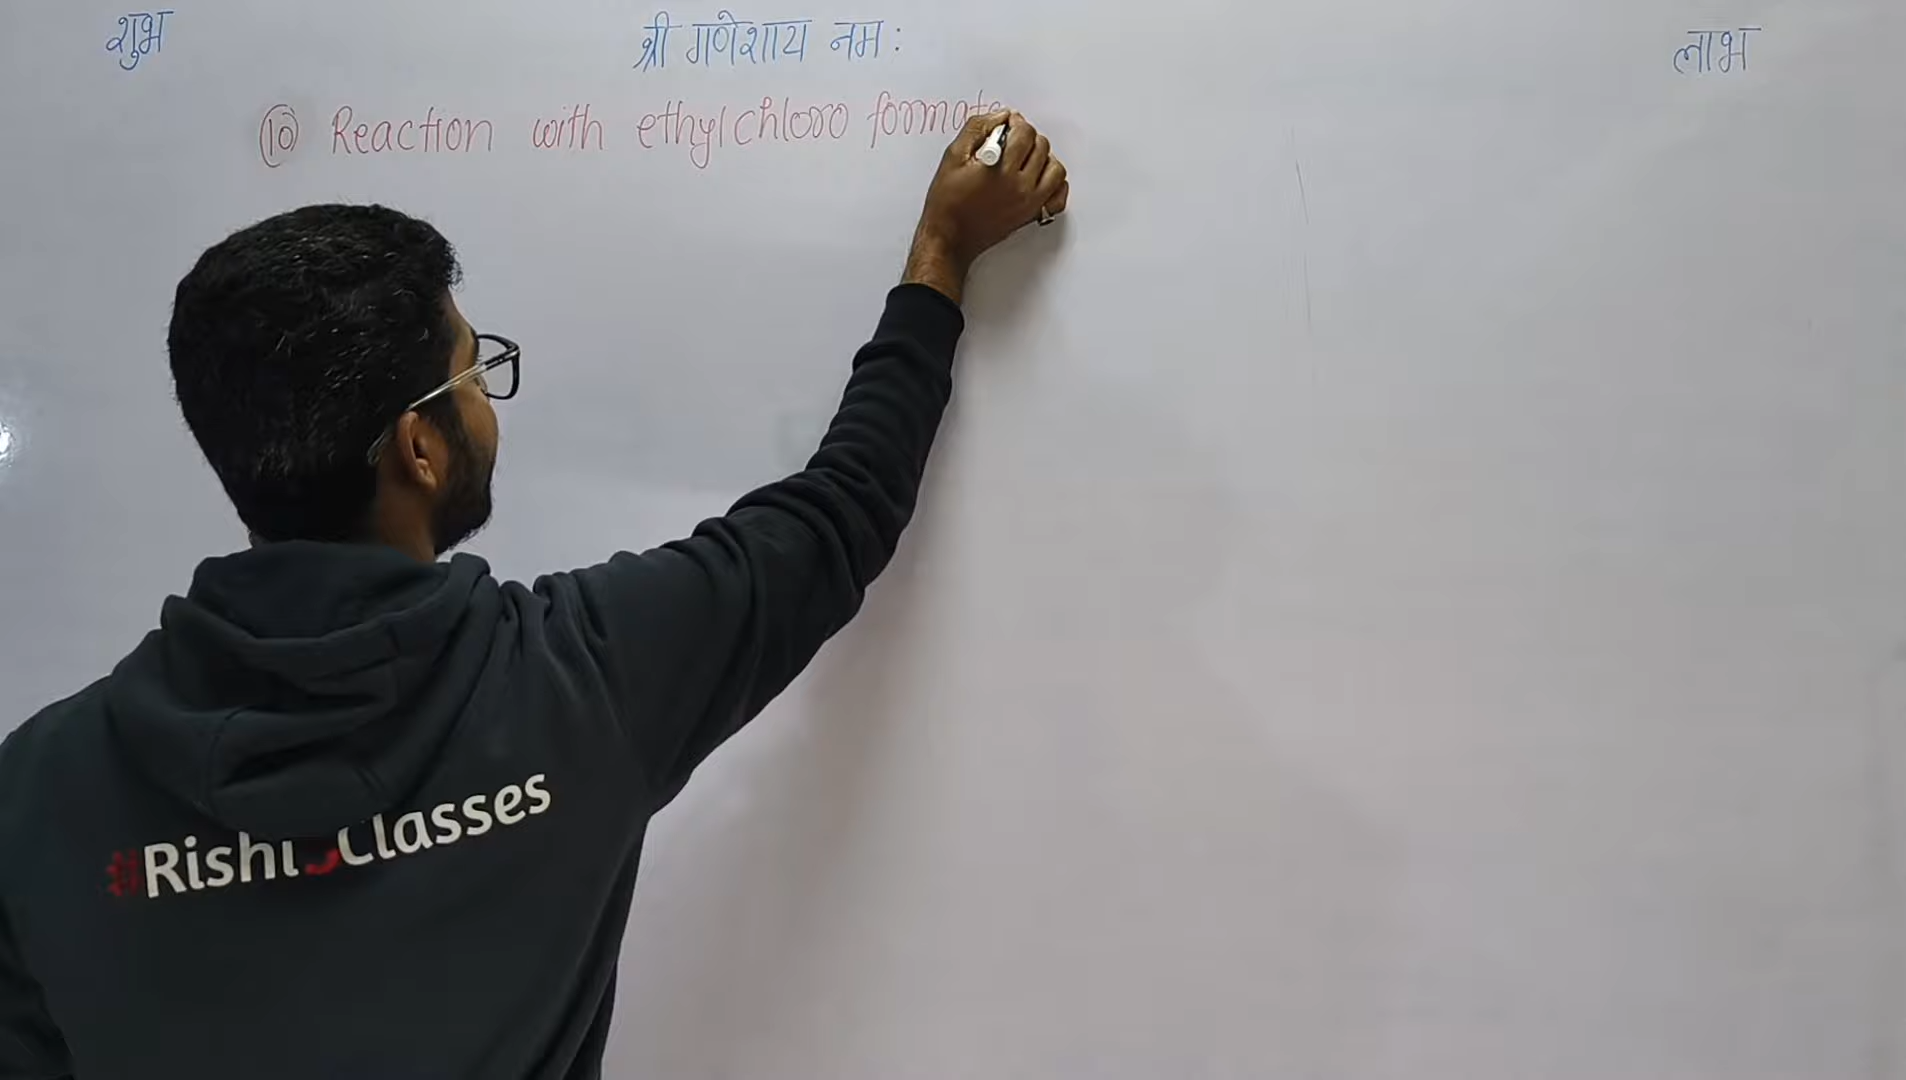 शुभ श्री गणेशाय नम: लाभ
⑩ Reaction with ethylchloro formate
#Rishi Classes